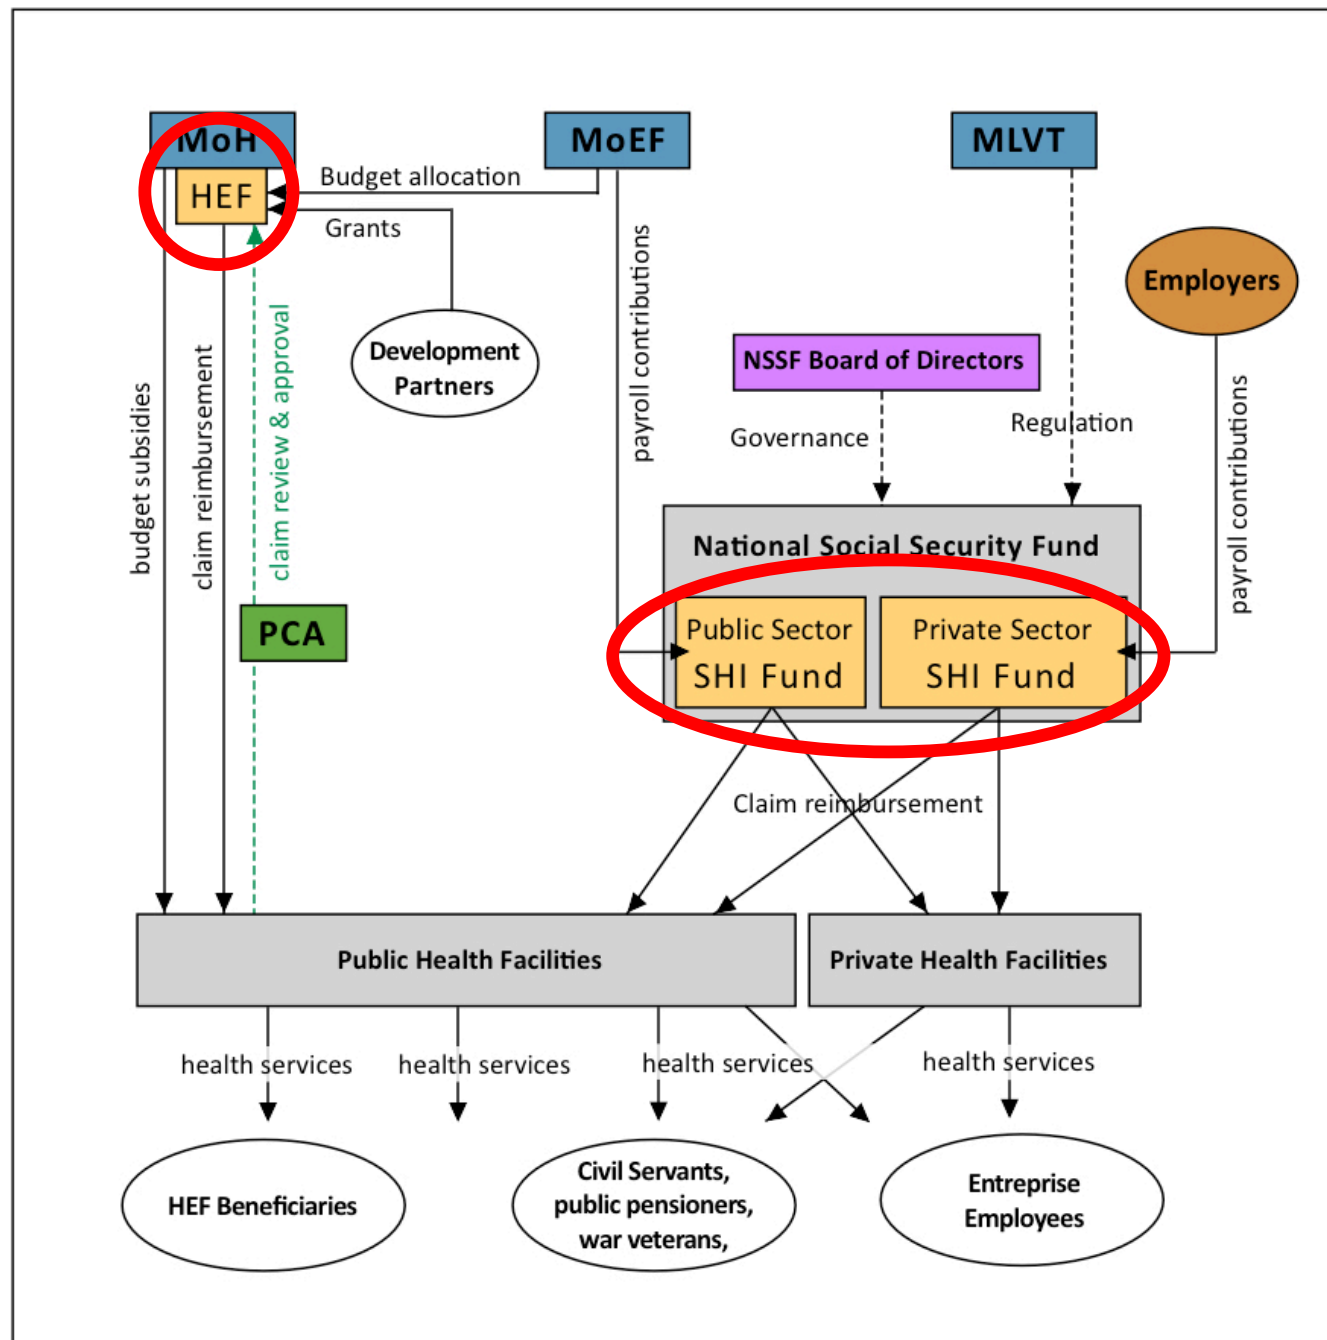 MoH
MoEF
MLVT
HEF
Budget allocation
Grants
Employers
Development
Partners
NSSF Board of Directors
payroll contributions
Governance
Regulation
budget subsidies
claim reimbursement
claim review & approval
payroll contributions
National Social Security Fund
PCA
Public Sector
SHI Fund
Private Sector
SHI Fund
Claim reimbursement
Public Health Facilities
Private Health Facilities
health services
health services
health services
health services
HEF Beneficiaries
Civil Servants,
public pensioners,
war veterans,
Entreprise
Employees